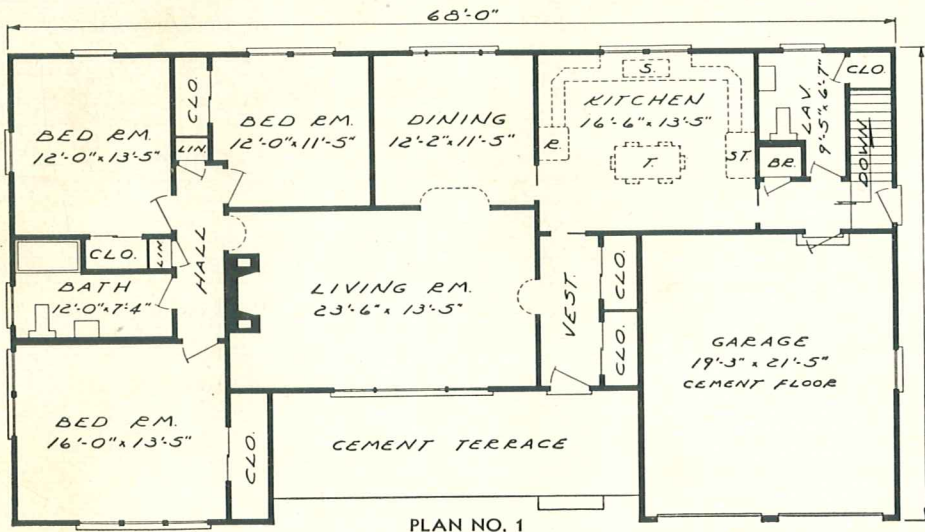 68'-0"
BED RM.
12'-0" x 13'-5"
CLO.
LIN.
BED RM.
12'-0" x 11'-5"
DINING
12'-2" x 11'-5"
S.
KITCHEN
16'-6" x 13'-5"
R.
T.
ST.
LAV.
9'-5" x 6'-7"
CLO.
BR.
DOWN
CLO.
LIN
HALL
BATH
12'-0" x 7'-4"
LIVING RM.
23'-6" x 13'-5"
VEST.
CLO.
CLO.
GARAGE
19'-3" x 21'-5"
CEMENT FLOOR
BED RM.
16'-0" x 13'-5"
CLO.
CEMENT TERRACE
PLAN NO. 1